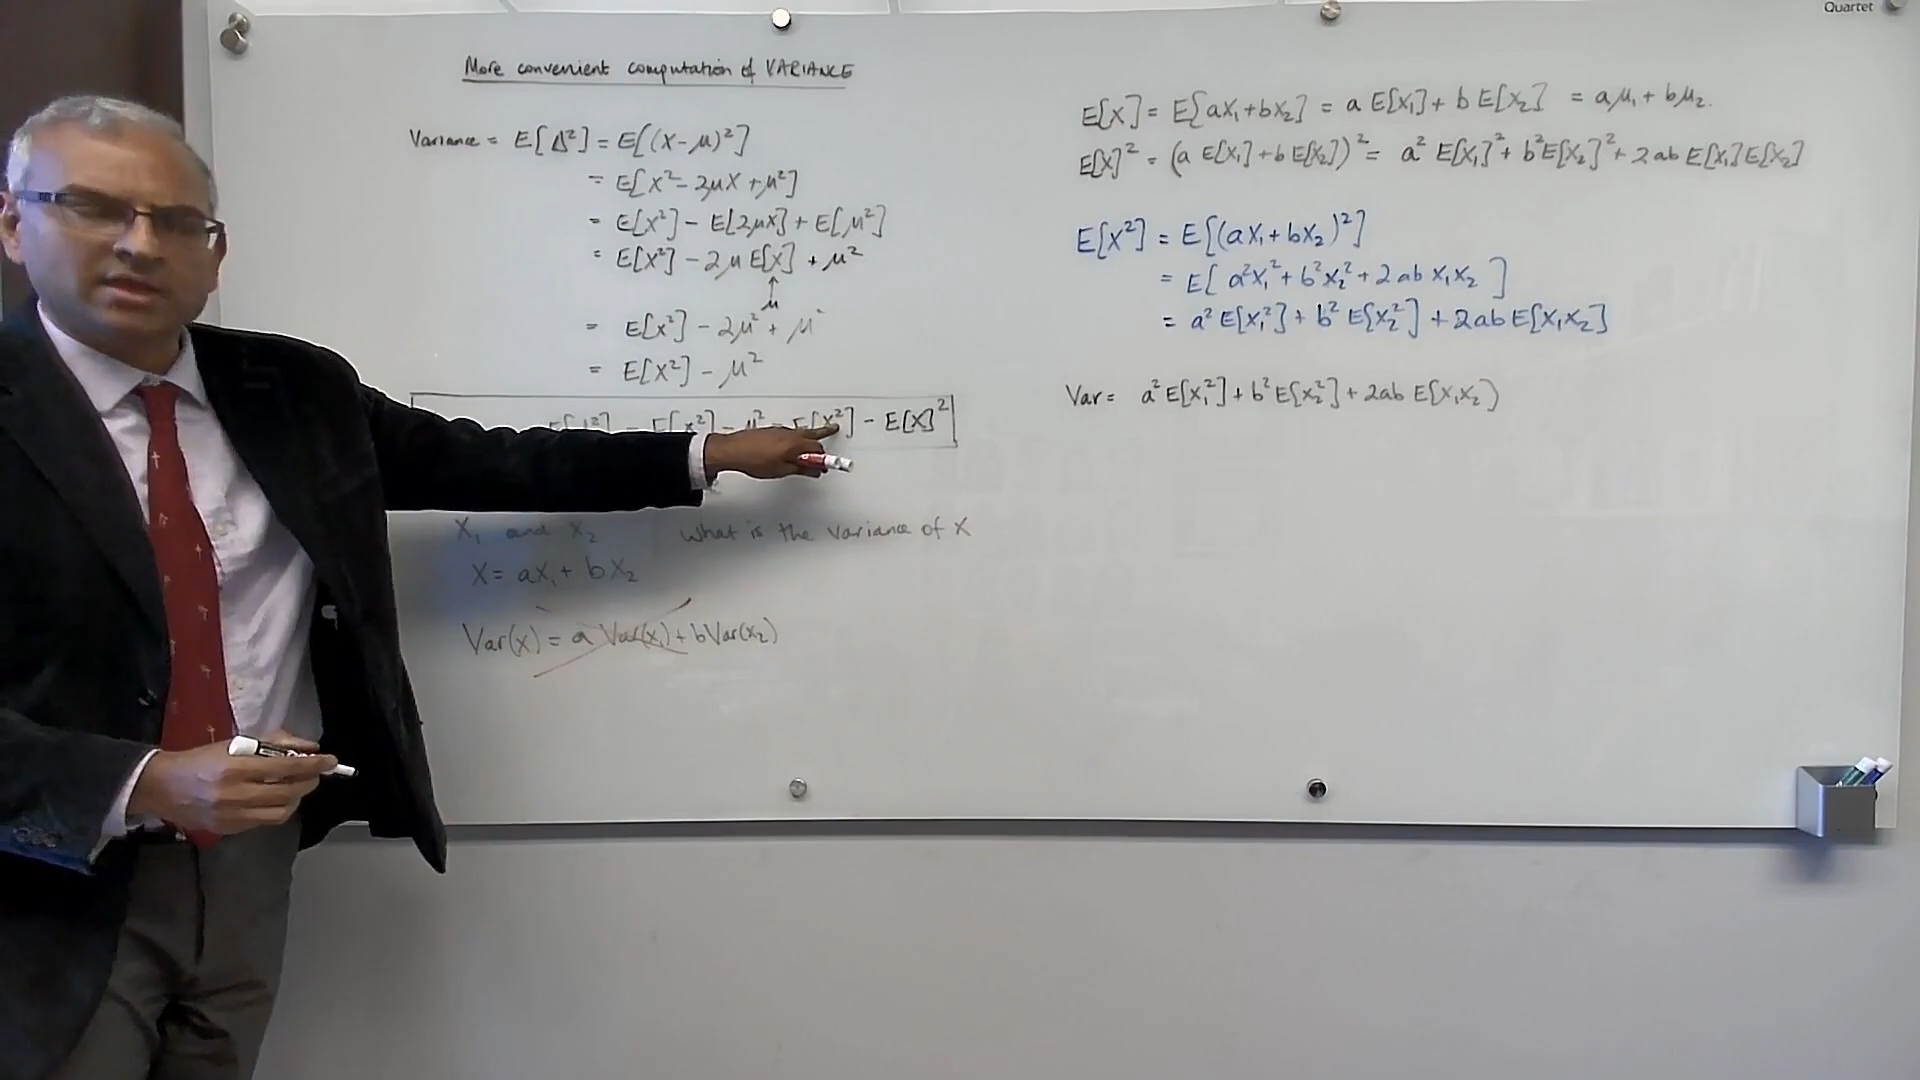 Quartet
More convenient computation of VARIANCE
Variance = E[Δ²] = E[(X-μ)²]
= E[X² - 2μX + μ²]
= E[X²] - E[2μX] + E[μ²]
= E[X²] - 2μ E[X] + μ²
↑
μ
= E[X²] - 2μ² + μ²
= E[X²] - μ²
E[X²] - μ² = E[X²] - E[X]²
X₁ and X₂ What is the variance of X
X = aX₁ + bX₂
Var(X) = a Var(X₁) + b Var(X₂)
E[X] = E[aX₁ + bX₂] = a E[X₁] + b E[X₂] = aμ₁ + bμ₂.
E[X]² = (a E[X₁] + b E[X₂])² = a² E[X₁]² + b² E[X₂]² + 2ab E[X₁]E[X₂]
E[X²] = E[(aX₁ + bX₂)²]
= E[a²X₁² + b²X₂² + 2ab X₁X₂]
= a² E[X₁²] + b² E[X₂²] + 2ab E[X₁X₂]
Var = a² E[X₁²] + b² E[X₂²] + 2ab E[X₁X₂)